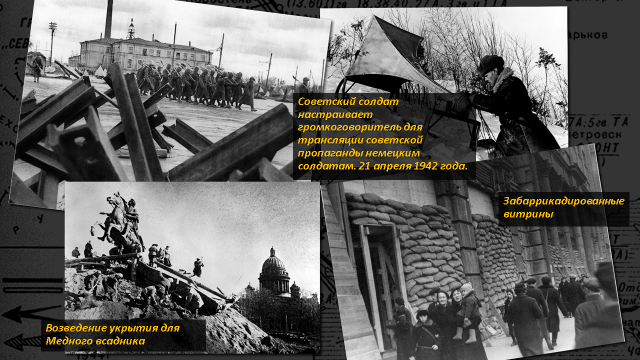 Советский солдат
настраивает
громкоговоритель для
трансляции советской
пропаганды немецким
солдатам. 21 апреля 1942 года.
Забаррикадированные
витрины
Возведение укрытия для
Медного всадника